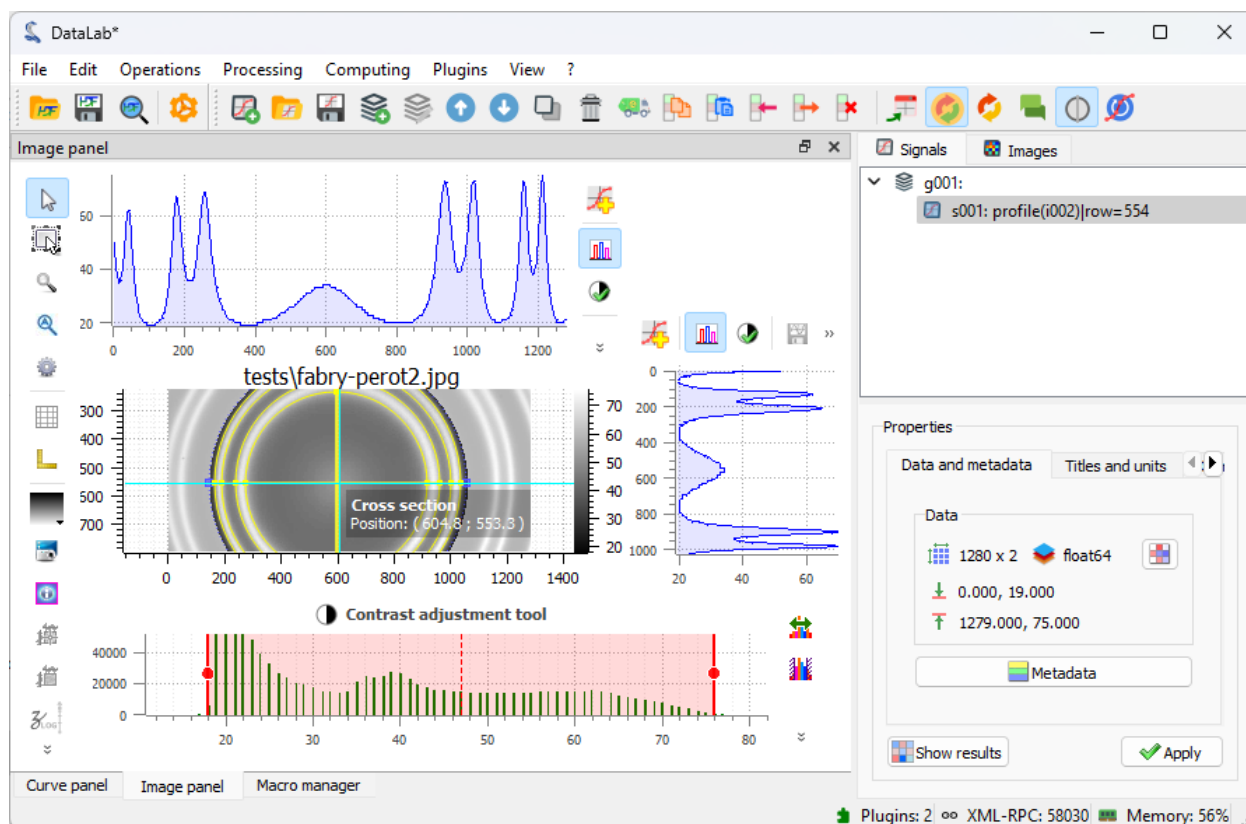 DataLab*
File Edit Operations Processing Computing Plugins View ?
Image panel
Signals Images
g001:
s001: profile(i002)|row=554
50
40
20
0 200 400 600 800 1000 1200
tests\fabry-perot2.jpg
300
400
500
600
700
70
60
50
40
30
20
0 200 400 600 800 1000 1200 1400
Cross section
Position: ( 604.8 ; 553.3 )
0
200
400
600
800
1000
20 40 60
Contrast adjustment tool
40000
20000
0
20 30 40 50 60 70 80
LOG
Properties
Data and metadata Titles and units
Data
1280 x 2 float64
0.000, 19.000
1279.000, 75.000
Metadata
Show results Apply
Curve panel Image panel Macro manager
Plugins: 2 XML-RPC: 58030 Memory: 56%